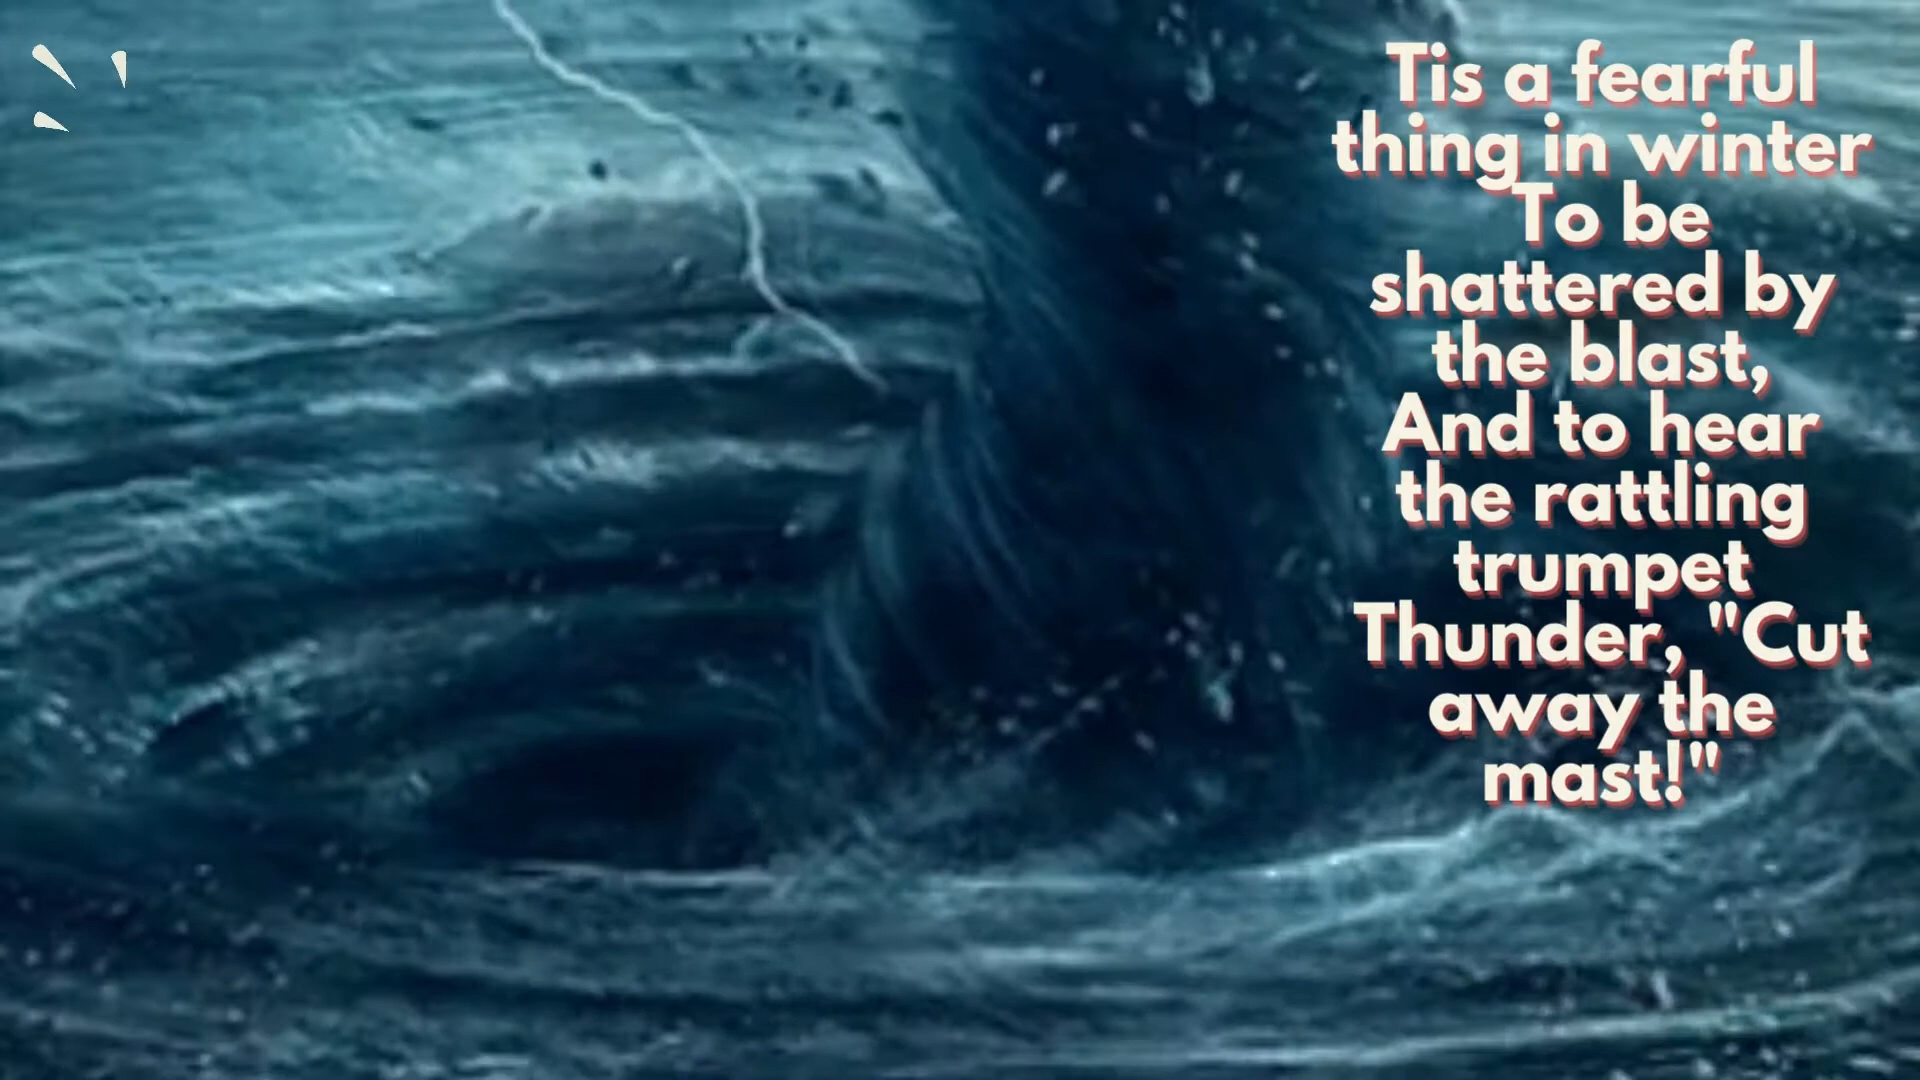 Tis a fearful
thing in winter
To be
shattered by
the blast,
And to hear
the rattling
trumpet
Thunder, "Cut
away the
mast!"